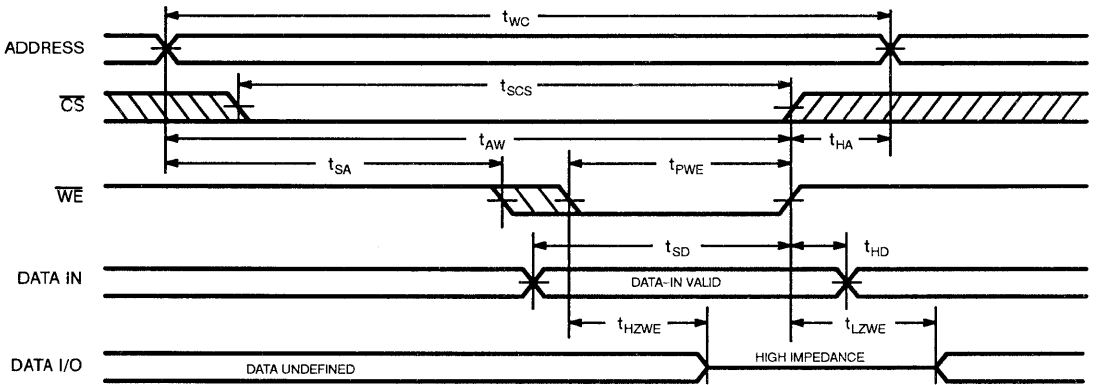 tWC
ADDRESS
tSCS
CS
tAW
tHA
tSA
tPWE
WE
tSD
tHD
DATA IN
DATA-IN VALID
tHZWE
tLZWE
DATA I/O
DATA UNDEFINED
HIGH IMPEDANCE